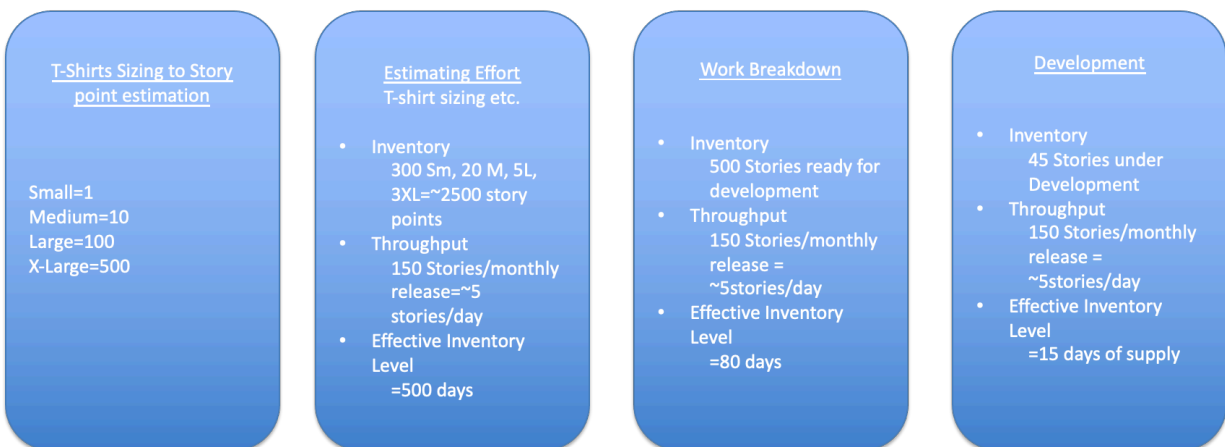 T-Shirts Sizing to Story
point estimation
Small=1
Medium=10
Large=100
X-Large=500
Estimating Effort
T-shirt sizing etc.
• Inventory
300 Sm, 20 M, 5L,
3XL=~2500 story
points
• Throughput
150 Stories/monthly
release=~5
stories/day
• Effective Inventory
Level
=500 days
Work Breakdown
• Inventory
500 Stories ready for
development
• Throughput
150 Stories/monthly
release =
~5stories/day
• Effective Inventory
Level
=80 days
Development
• Inventory
45 Stories under
Development
• Throughput
150 Stories/monthly
release =
~5stories/day
• Effective Inventory
Level
=15 days of supply